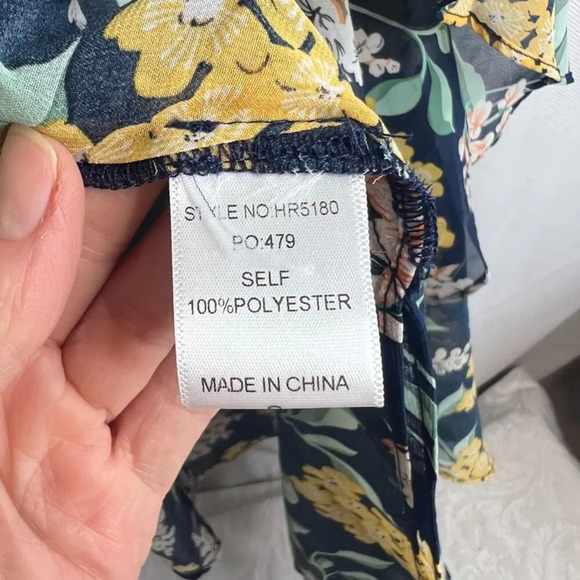 STYLE NO:HR5180
PO:479
SELF
100%POLYESTER
MADE IN CHINA